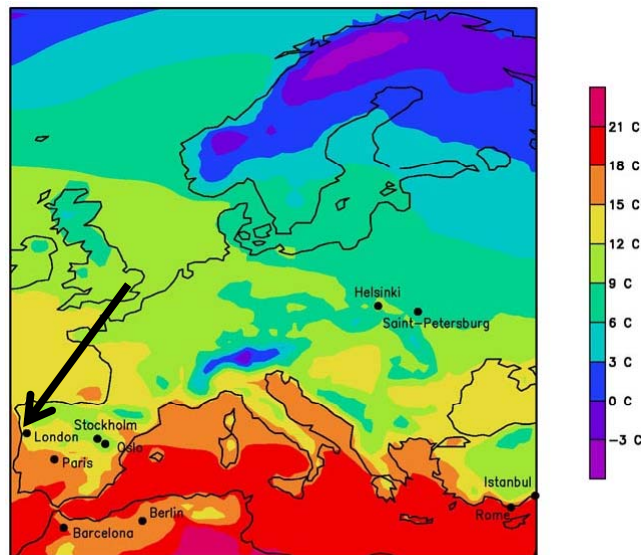 21 C
18 C
15 C
12 C
9 C
6 C
3 C
0 C
-3 C
Helsinki
Saint-Petersburg
Stockholm
London
Oslo
Paris
Istanbul
Rome
Berlin
Barcelona